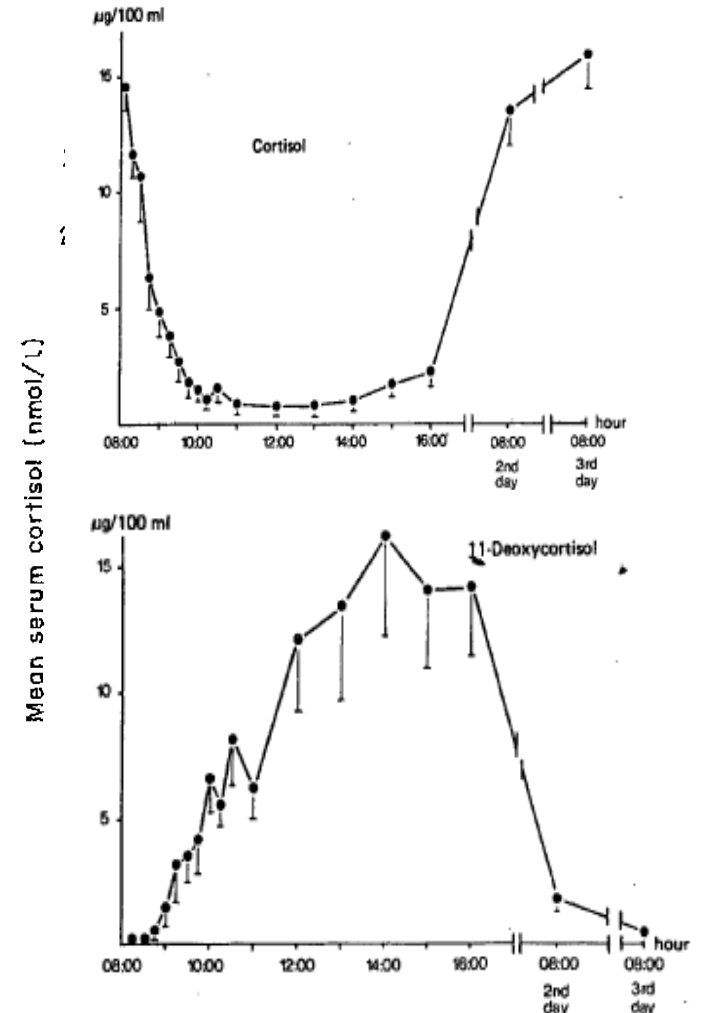 µg/100 ml
15
10
5
Cortisol
08:00 10:00 12:00 14:00 16:00 08:00 08:00 hour
2nd 3rd
day day
Mean serum cortisol (nmol/l)
µg/100 ml
11-Deoxycortisol
15
10
5
08:00 10:00 12:00 14:00 16:00 08:00 08:00 hour
2nd 3rd
day day